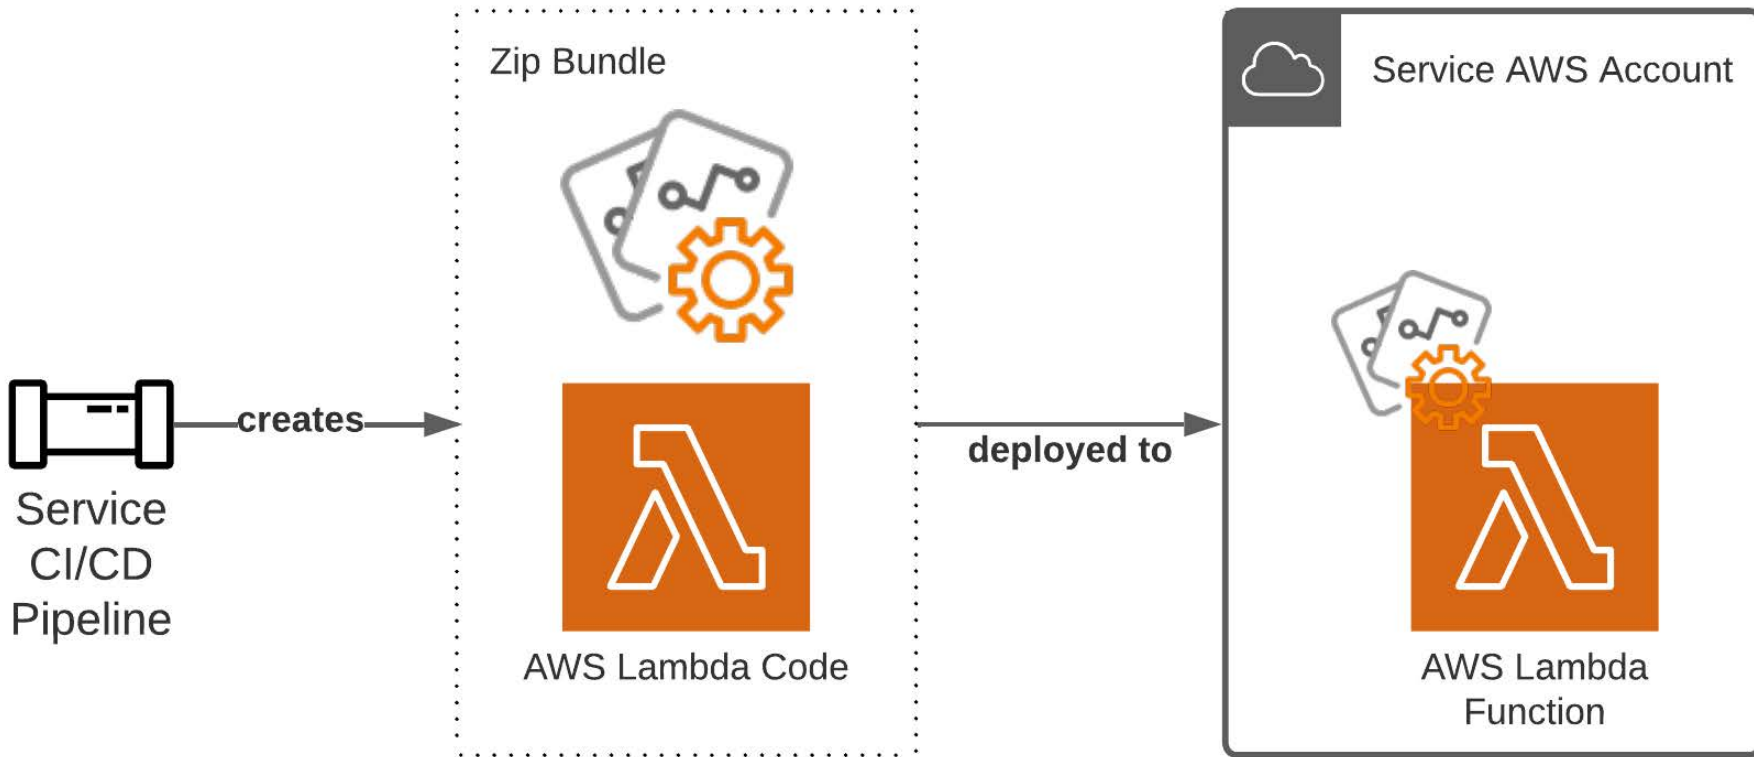 Zip Bundle
Service AWS Account
creates
deployed to
Service
CI/CD
Pipeline
AWS Lambda Code
AWS Lambda
Function